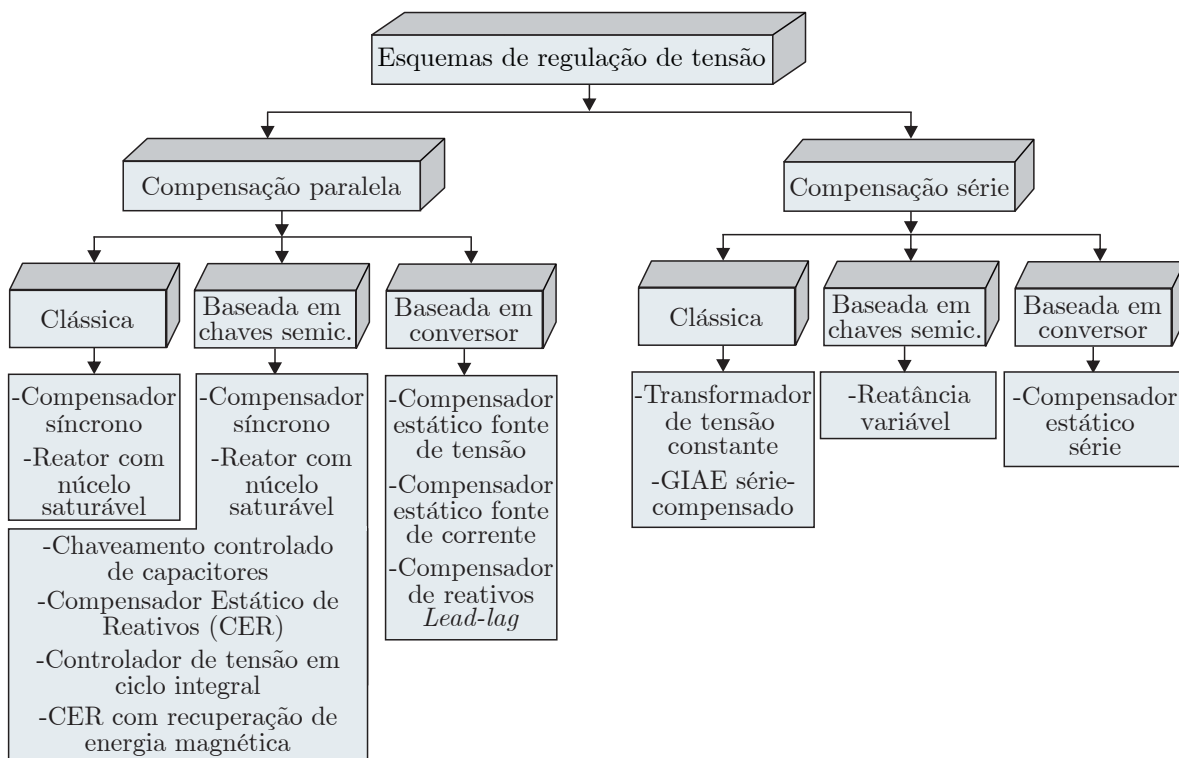 Esquemas de regulação de tensão
Compensação paralela
Compensação série
Clássica
Baseada em
chaves semic.
Baseada em
conversor
Clássica
Baseada em
chaves semic.
Baseada em
conversor
-Compensador
síncrono
-Reator com
núcelo
saturável
-Compensador
síncrono
-Reator com
núcelo
saturável
-Chaveamento controlado
de capacitores
-Compensador Estático de
Reativos (CER)
-Controlador de tensão em
ciclo integral
-CER com recuperação de
energia magnética
-Compensador
estático fonte
de tensão
-Compensador
estático fonte
de corrente
-Compensador
de reativos
Lead-lag
-Transformador
de tensão
constante
-GIAE série-
compensado
-Reatância
variável
-Compensador
estático
série